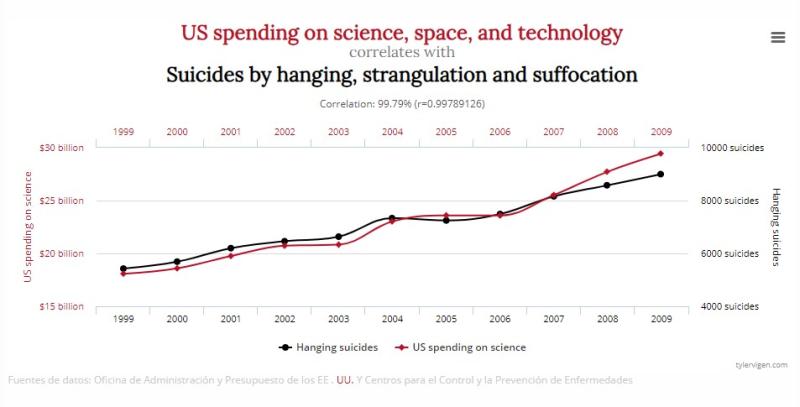 US spending on science, space, and technology
correlates with
Suicides by hanging, strangulation and suffocation
Correlation: 99.79% (r=0.99789126)
1999 2000 2001 2002 2003 2004 2005 2006 2007 2008 2009
US spending on science
$30 billion
$25 billion
$20 billion
$15 billion
10000 suicides
8000 suicides
6000 suicides
4000 suicides
Hanging suicides
1999 2000 2001 2002 2003 2004 2005 2006 2007 2008 2009
Hanging suicides US spending on science
tylervigen.com
Fuentes de datos: Oficina de Administración y Presupuesto de los EE . UU. Y Centros para el Control y la Prevención de Enfermedades